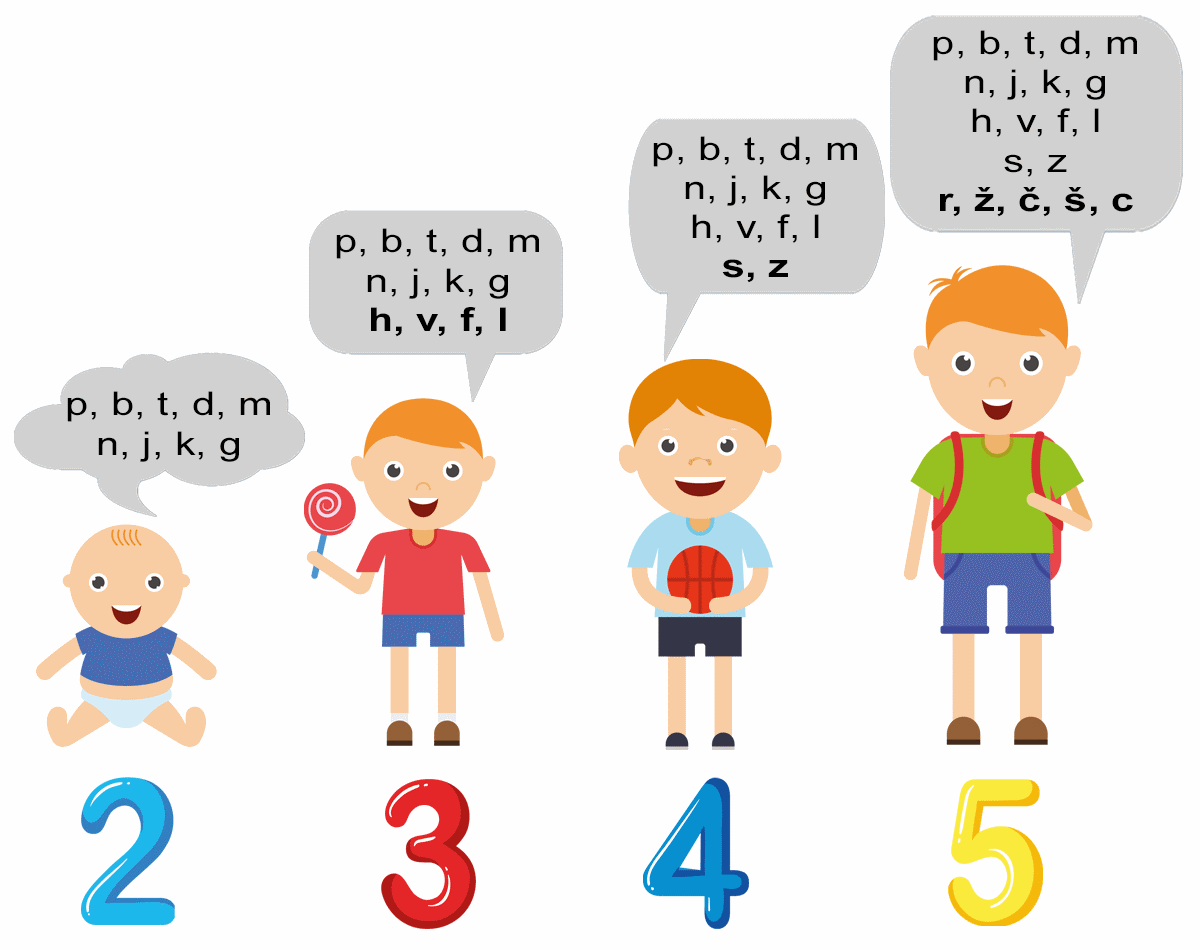 p, b, t, d, m
n, j, k, g
p, b, t, d, m
n, j, k, g
h, v, f, l
p, b, t, d, m
n, j, k, g
h, v, f, l
s, z
p, b, t, d, m
n, j, k, g
h, v, f, l
s, z
r, ž, č, š, c
2
3
4
5